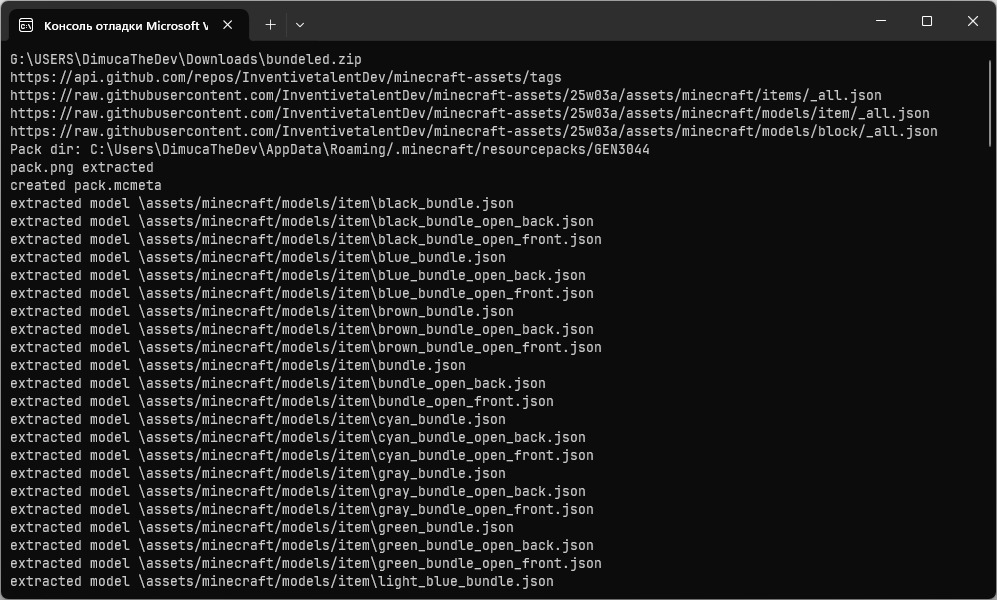 Консоль отладки Microsoft V
G:\USERS\DimucaTheDev\Downloads\bundeled.zip
https://api.github.com/repos/InventivetalentDev/minecraft-assets/tags
https://raw.githubusercontent.com/InventivetalentDev/minecraft-assets/25w03a/assets/minecraft/items/_all.json
https://raw.githubusercontent.com/InventivetalentDev/minecraft-assets/25w03a/assets/minecraft/models/item/_all.json
https://raw.githubusercontent.com/InventivetalentDev/minecraft-assets/25w03a/assets/minecraft/models/block/_all.json
Pack dir: C:\Users\DimucaTheDev\AppData\Roaming/.minecraft/resourcepacks/GEN3044
pack.png extracted
created pack.mcmeta
extracted model \assets/minecraft/models/item\black_bundle.json
extracted model \assets/minecraft/models/item\black_bundle_open_back.json
extracted model \assets/minecraft/models/item\black_bundle_open_front.json
extracted model \assets/minecraft/models/item\blue_bundle.json
extracted model \assets/minecraft/models/item\blue_bundle_open_back.json
extracted model \assets/minecraft/models/item\blue_bundle_open_front.json
extracted model \assets/minecraft/models/item\brown_bundle.json
extracted model \assets/minecraft/models/item\brown_bundle_open_back.json
extracted model \assets/minecraft/models/item\brown_bundle_open_front.json
extracted model \assets/minecraft/models/item\bundle.json
extracted model \assets/minecraft/models/item\bundle_open_back.json
extracted model \assets/minecraft/models/item\bundle_open_front.json
extracted model \assets/minecraft/models/item\cyan_bundle.json
extracted model \assets/minecraft/models/item\cyan_bundle_open_back.json
extracted model \assets/minecraft/models/item\cyan_bundle_open_front.json
extracted model \assets/minecraft/models/item\gray_bundle.json
extracted model \assets/minecraft/models/item\gray_bundle_open_back.json
extracted model \assets/minecraft/models/item\gray_bundle_open_front.json
extracted model \assets/minecraft/models/item\green_bundle.json
extracted model \assets/minecraft/models/item\green_bundle_open_back.json
extracted model \assets/minecraft/models/item\green_bundle_open_front.json
extracted model \assets/minecraft/models/item\light_blue_bundle.json